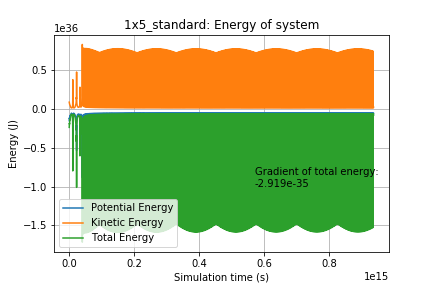 1x5_standard: Energy of system
1e36
Energy (J)
0.5
0.0
−0.5
−1.0
−1.5
Gradient of total energy:
-2.919e-35
Potential Energy
Kinetic Energy
Total Energy
0.0 0.2 0.4 0.6 0.8
1e15
Simulation time (s)